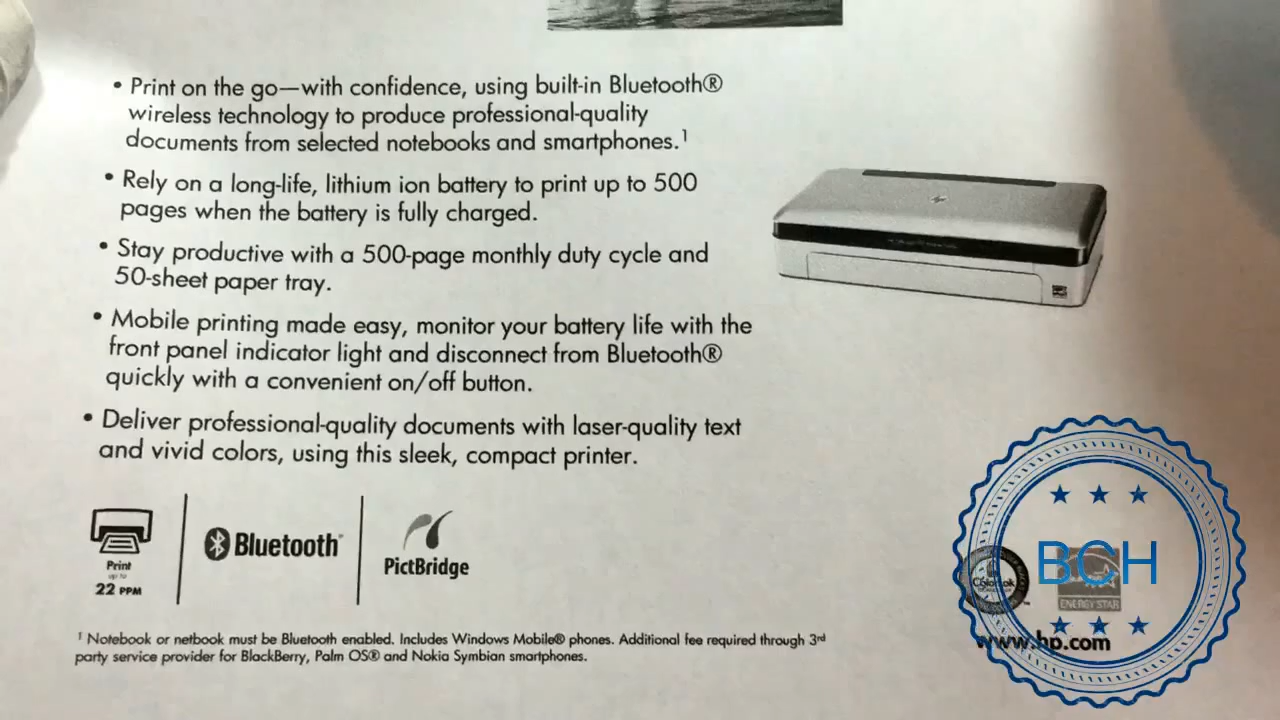 • Print on the go—with confidence, using built-in Bluetooth®
wireless technology to produce professional-quality
documents from selected notebooks and smartphones.¹
• Rely on a long-life, lithium ion battery to print up to 500
pages when the battery is fully charged.
• Stay productive with a 500-page monthly duty cycle and
50-sheet paper tray.
• Mobile printing made easy, monitor your battery life with the
front panel indicator light and disconnect from Bluetooth®
quickly with a convenient on/off button.
• Deliver professional-quality documents with laser-quality text
and vivid colors, using this sleek, compact printer.
Print
up to
22 PPM
Bluetooth®
PictBridge
BCH
ENERGY STAR
www.hp.com
¹ Notebook or netbook must be Bluetooth enabled. Includes Windows Mobile® phones. Additional fee required through 3rd
party service provider for BlackBerry, Palm OS® and Nokia Symbian smartphones.